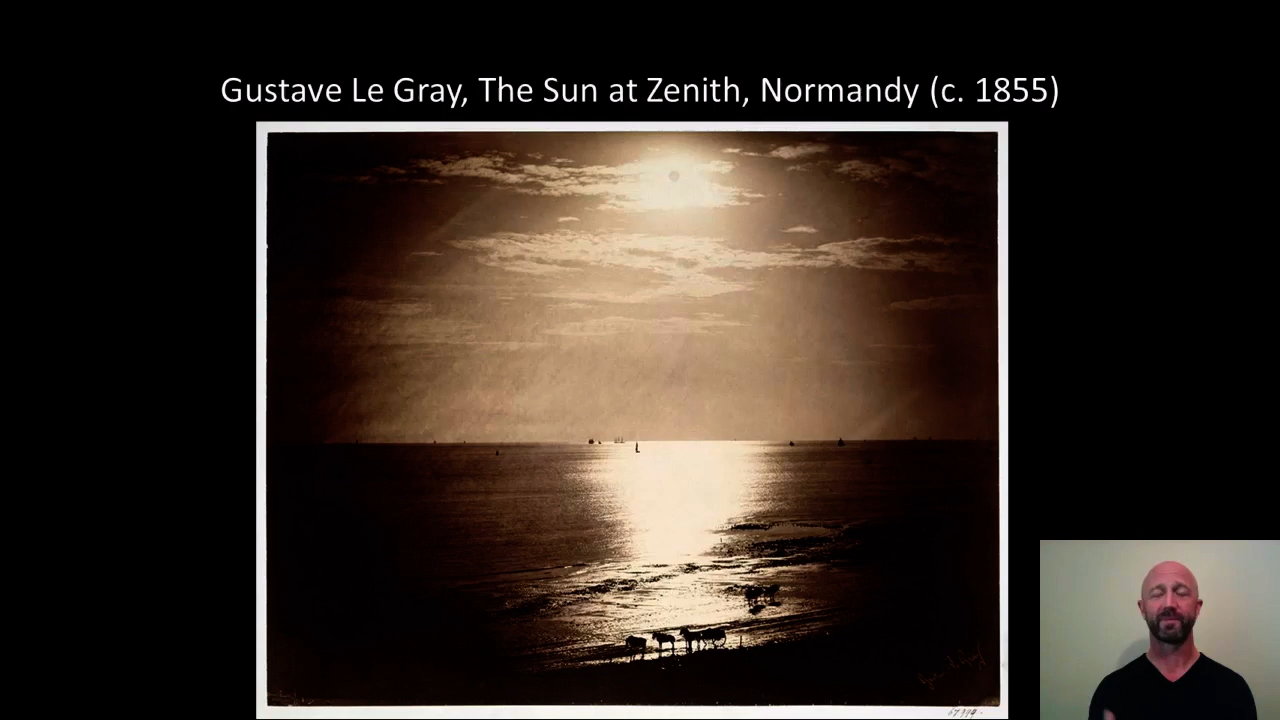 Gustave Le Gray, The Sun at Zenith, Normandy (c. 1855)